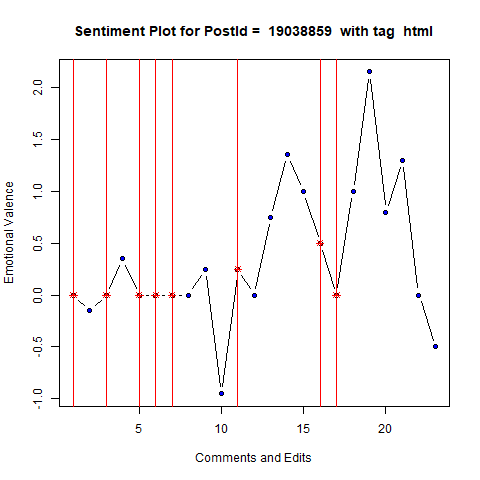 Sentiment Plot for PostId =  19038859  with tag  html
Emotional Valence
2.0
1.5
1.0
0.5
0.0
-0.5
-1.0
5 10 15 20
Comments and Edits